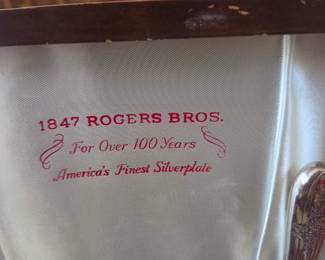 1847 ROGERS BROS.
For Over 100 Years
America's Finest Silverplate